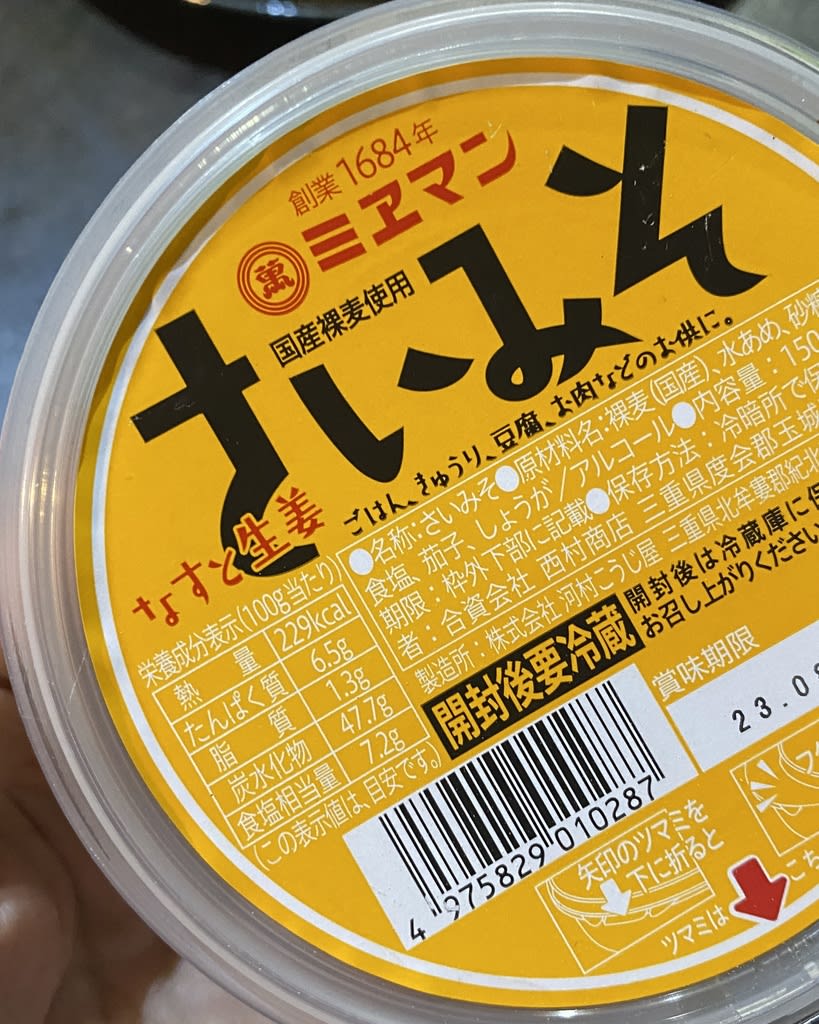 創業1684年
萬
ミヱマン
国産裸麦使用
さいみそ
ごはん、きゅうり、豆腐、お肉などのお供に。
なすと生姜
●名称:さいみそ●原材料名:裸麦(国産)、水あめ、砂糖
食塩、茄子、しょうが/アルコール●内容量:150
期限:枠外下部に記載●保存方法:冷暗所で保
者:合資会社 西村商店 三重県度会郡玉城
製造所:株式会社 河村こうじ屋 三重県北牟婁郡紀北
開封後要冷蔵
開封後は冷蔵庫に保
お召し上がりください
栄養成分表示(100g当たり)
熱量 229kcal
たんぱく質 6.5g
脂質 1.3g
炭水化物 47.7g
食塩相当量 7.2g
(この表示値は、目安です。)
賞味期限
23.0
4 975829 010287
矢印のツマミを
下に折ると
ツマミは
こち